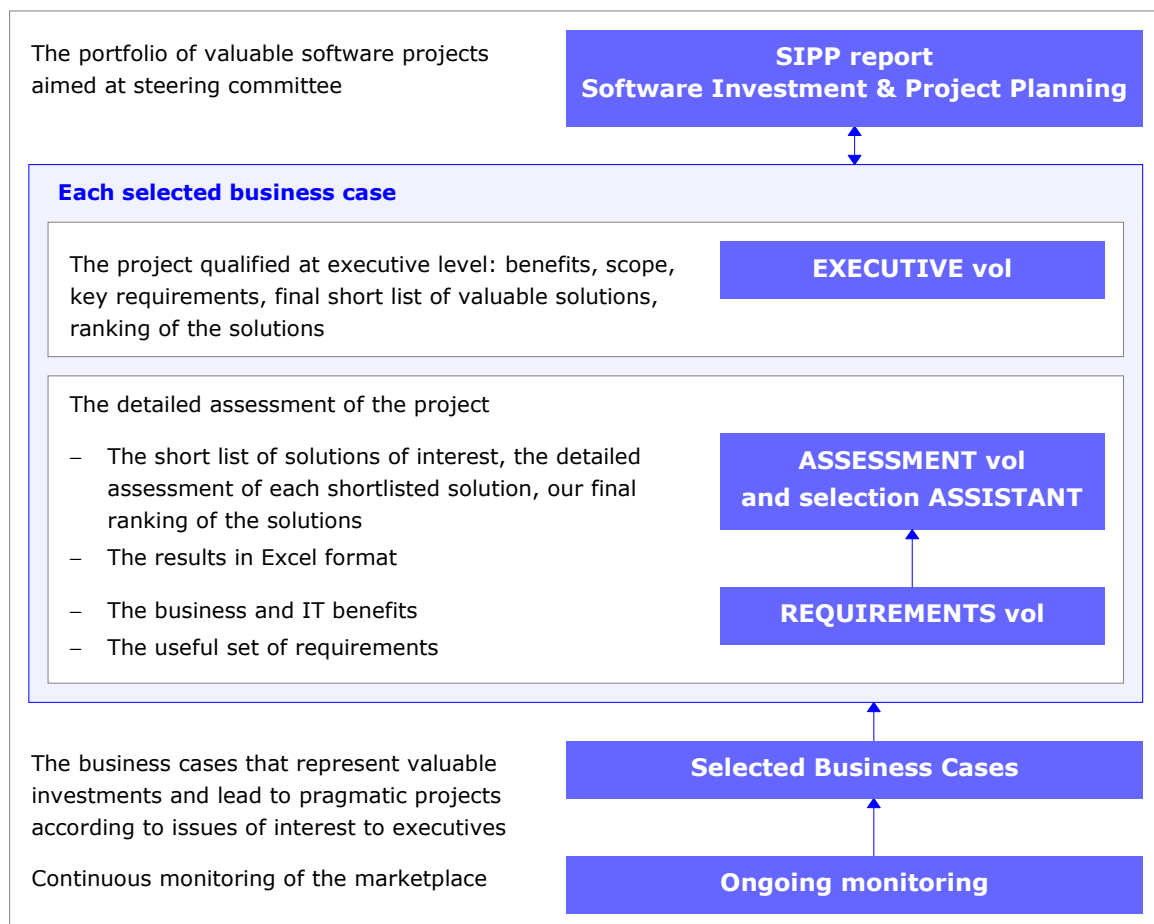 The portfolio of valuable software projects
aimed at steering committee
SIPP report
Software Investment & Project Planning
Each selected business case
The project qualified at executive level: benefits, scope,
key requirements, final short list of valuable solutions,
ranking of the solutions
EXECUTIVE vol
The detailed assessment of the project
– The short list of solutions of interest, the detailed
assessment of each shortlisted solution, our final
ranking of the solutions
– The results in Excel format
ASSESSMENT vol
and selection ASSISTANT
– The business and IT benefits
– The useful set of requirements
REQUIREMENTS vol
The business cases that represent valuable
investments and lead to pragmatic projects
according to issues of interest to executives
Selected Business Cases
Continuous monitoring of the marketplace
Ongoing monitoring